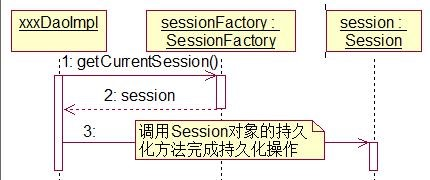 xxxDaoImpl
sessionFactory :
SessionFactory
session :
Session
1: getCurrentSession()
2: session
3:
调用Session对象的持久
化方法完成持久化操作